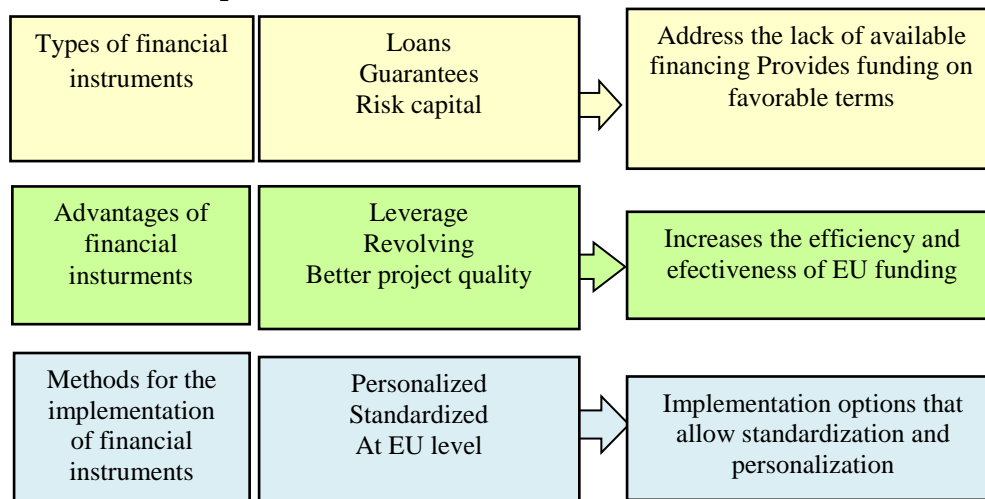 Types of financial
instruments
Loans
Guarantees
Risk capital
Address the lack of available
financing Provides funding on
favorable terms
Advantages of
financial
insturments
Leverage
Revolving
Better project quality
Increases the efficiency and
efectiveness of EU funding
Methods for the
implementation
of financial
instruments
Personalized
Standardized
At EU level
Implementation options that
allow standardization and
personalization